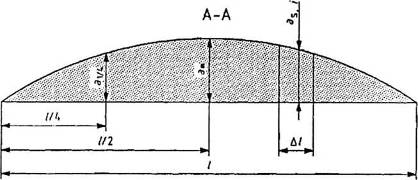 A-A
a_{s,i}
a_{l/4}
a_m
l/4
l/2
Δl
l